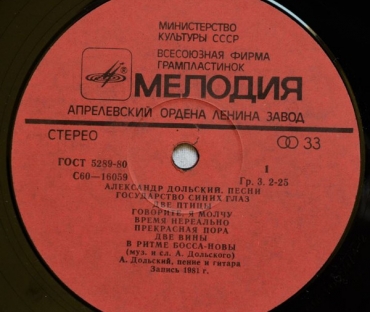 МИНИСТЕРСТВО
КУЛЬТУРЫ СССР
ВСЕСОЮЗНАЯ ФИРМА
ГРАМПЛАСТИНОК
МЕЛОДИЯ
АПРЕЛЕВСКИЙ ОРДЕНА ЛЕНИНА ЗАВОД
СТЕРЕО 33
ГОСТ 5289-80 I
С60—16059 Гр. 3. 2-25
АЛЕКСАНДР ДОЛЬСКИЙ. ПЕСНИ
ГОСУДАРСТВО СИНИХ ГЛАЗ
ДВЕ ПТИЦЫ
ГОВОРИТЕ, Я МОЛЧУ
ВРЕМЯ НЕРЕАЛЬНО
ПРЕКРАСНАЯ ПОРА
ДВЕ ВИНЫ
В РИТМЕ БОССА-НОВЫ
(муз. и сл. А. Дольского)
А. Дольский, пение и гитара
Запись 1981 г.